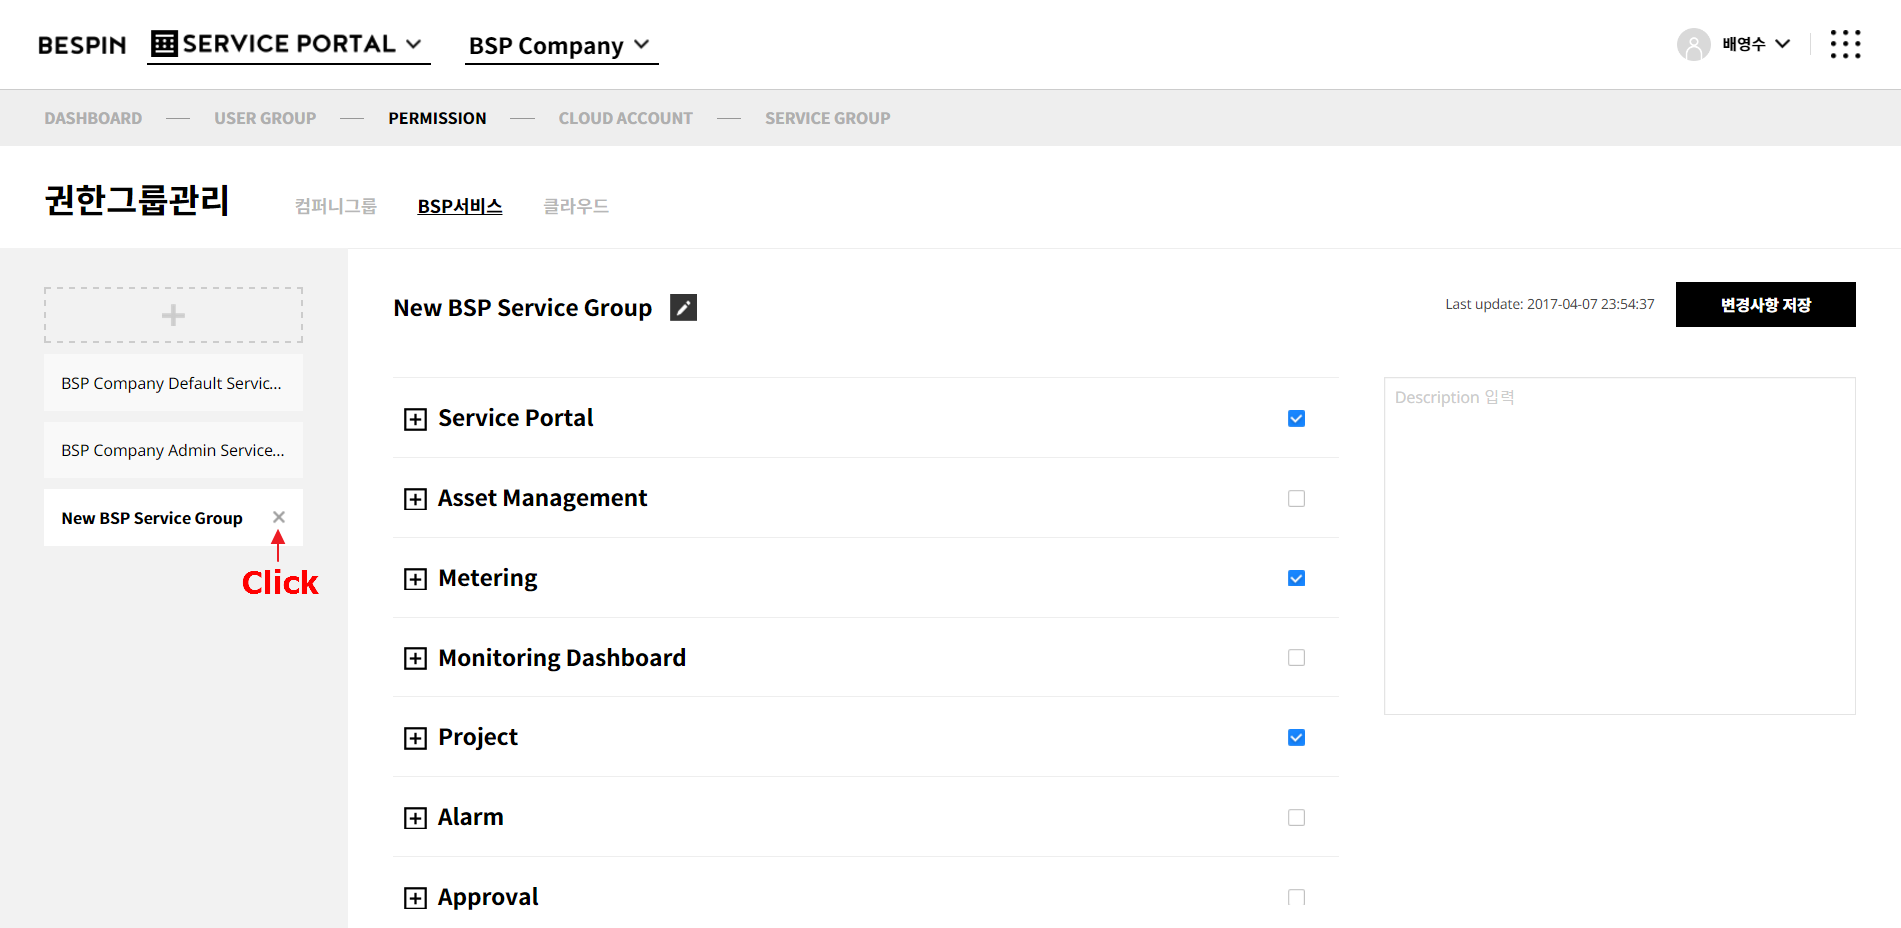 BESPIN SERVICE PORTAL BSP Company 배영수
DASHBOARD USER GROUP PERMISSION CLOUD ACCOUNT SERVICE GROUP
권한그룹관리 컴퍼니그룹 BSP서비스 클라우드
BSP Company Default Servic...
BSP Company Admin Service...
New BSP Service Group
Click
New BSP Service Group
Last update: 2017-04-07 23:54:37
변경사항 저장
Service Portal
Asset Management
Metering
Monitoring Dashboard
Project
Alarm
Approval
Description 입력